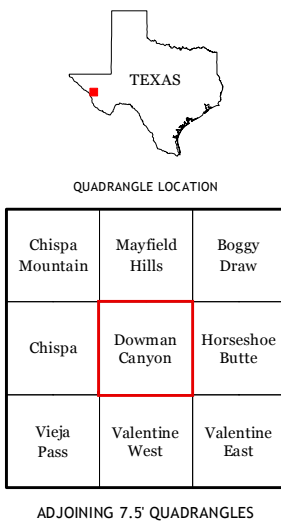 TEXAS
QUADRANGLE LOCATION
Chispa
Mountain
Mayfield
Hills
Boggy
Draw
Chispa
Dowman
Canyon
Horseshoe
Butte
Vieja
Pass
Valentine
West
Valentine
East
ADJOINING 7.5' QUADRANGLES